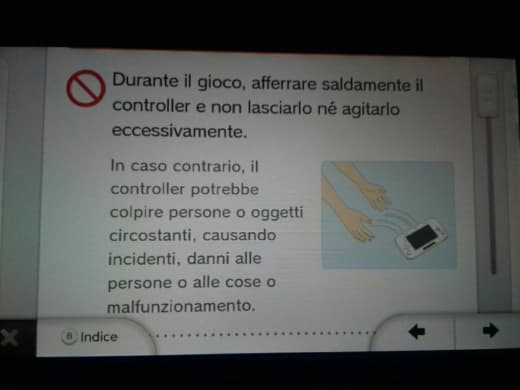 Durante il gioco, afferrare saldamente il
controller e non lasciarlo né agitarlo
eccessivamente.
In caso contrario, il
controller potrebbe
colpire persone o oggetti
circostanti, causando
incidenti, danni alle
persone o alle cose o
malfunzionamento.
B Indice